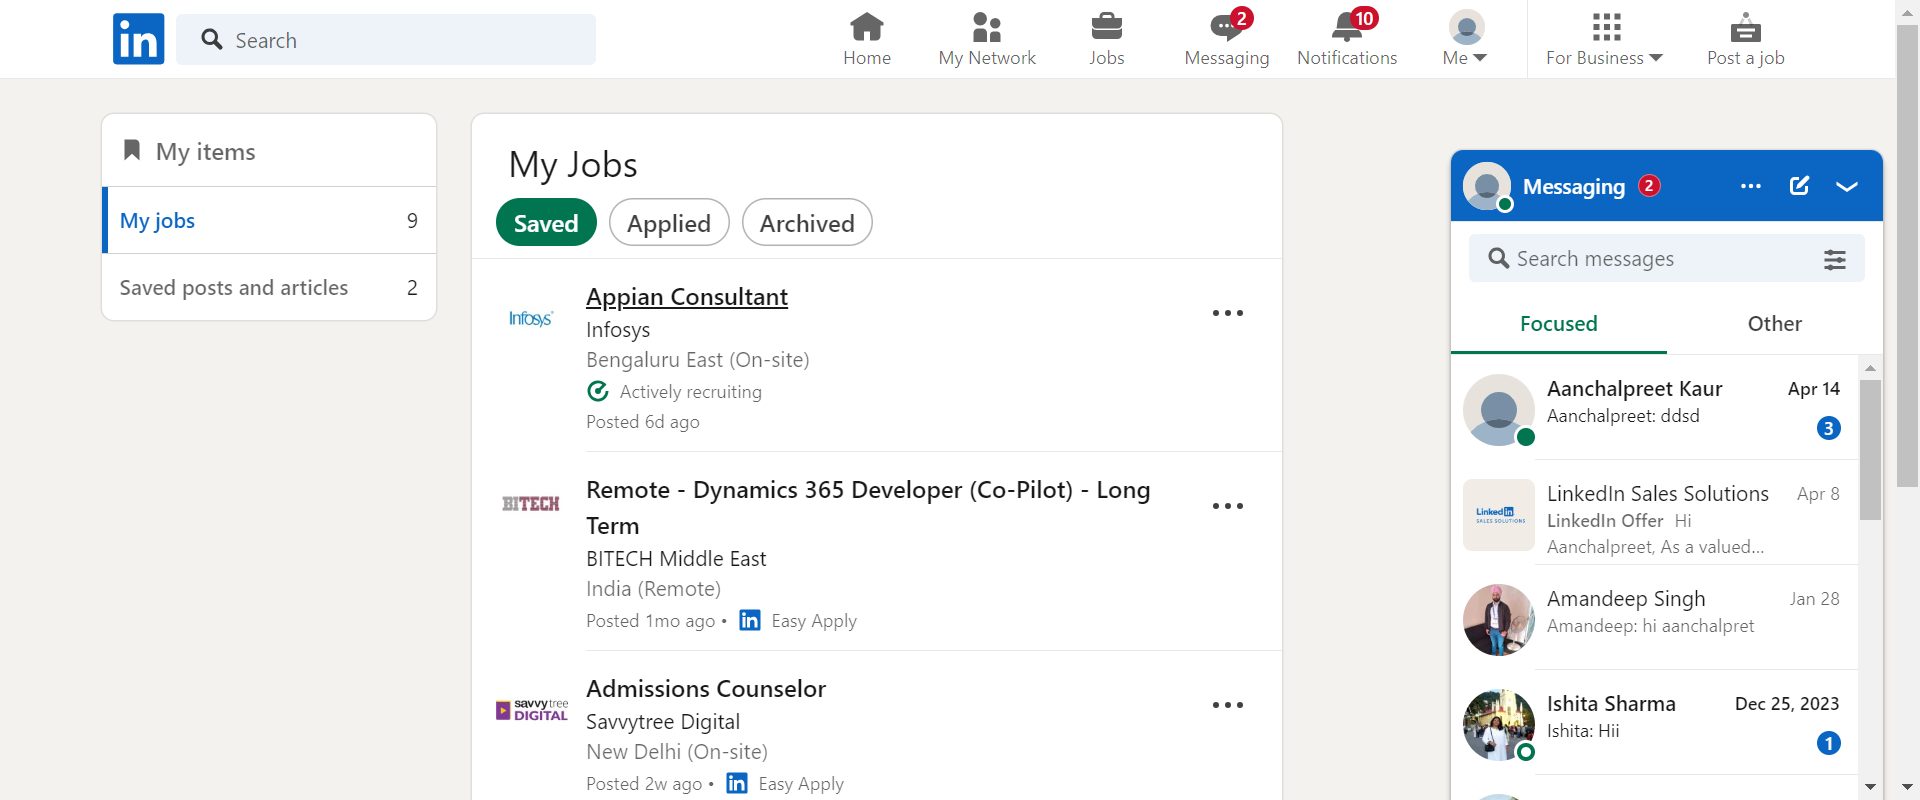 in
Search
Home
My Network
Jobs
2
Messaging
10
Notifications
Me
For Business
Post a job
My items
My jobs 9
Saved posts and articles 2
My Jobs
Saved Applied Archived
Infosys
Appian Consultant
Infosys
Bengaluru East (On-site)
Actively recruiting
Posted 6d ago
BITECH
Remote - Dynamics 365 Developer (Co-Pilot) - Long
Term
BITECH Middle East
India (Remote)
Posted 1mo ago • in Easy Apply
savvytree
DIGITAL
Admissions Counselor
Savvytree Digital
New Delhi (On-site)
Posted 2w ago • in Easy Apply
Messaging 2
Search messages
Focused Other
Aanchalpreet Kaur Apr 14
Aanchalpreet: ddsd
3
Linkedin
SALES SOLUTIONS
LinkedIn Sales Solutions Apr 8
LinkedIn Offer Hi
Aanchalpreet, As a valued...
Amandeep Singh Jan 28
Amandeep: hi aanchalpret
Ishita Sharma Dec 25, 2023
Ishita: Hii
1